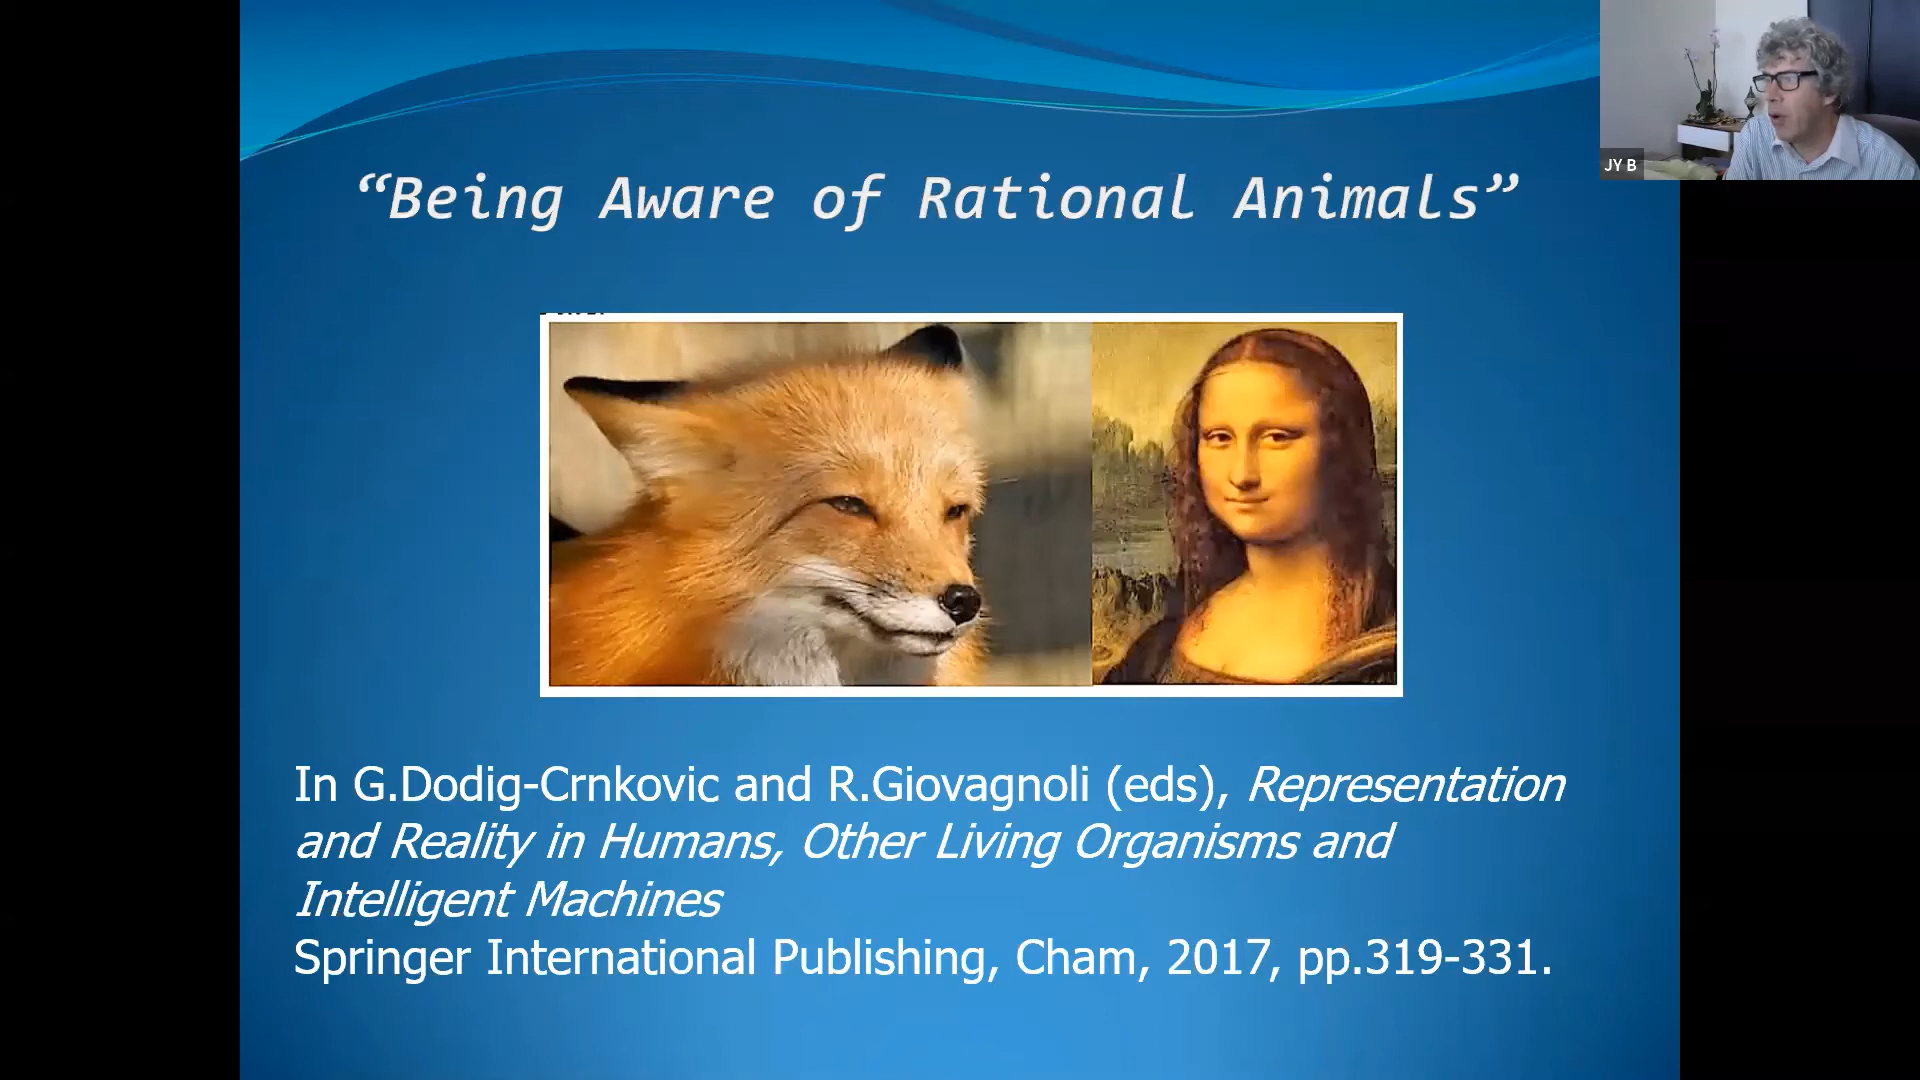 JY B
“Being Aware of Rational Animals”
In G.Dodig-Crnkovic and R.Giovagnoli (eds), Representation
and Reality in Humans, Other Living Organisms and
Intelligent Machines
Springer International Publishing, Cham, 2017, pp.319-331.